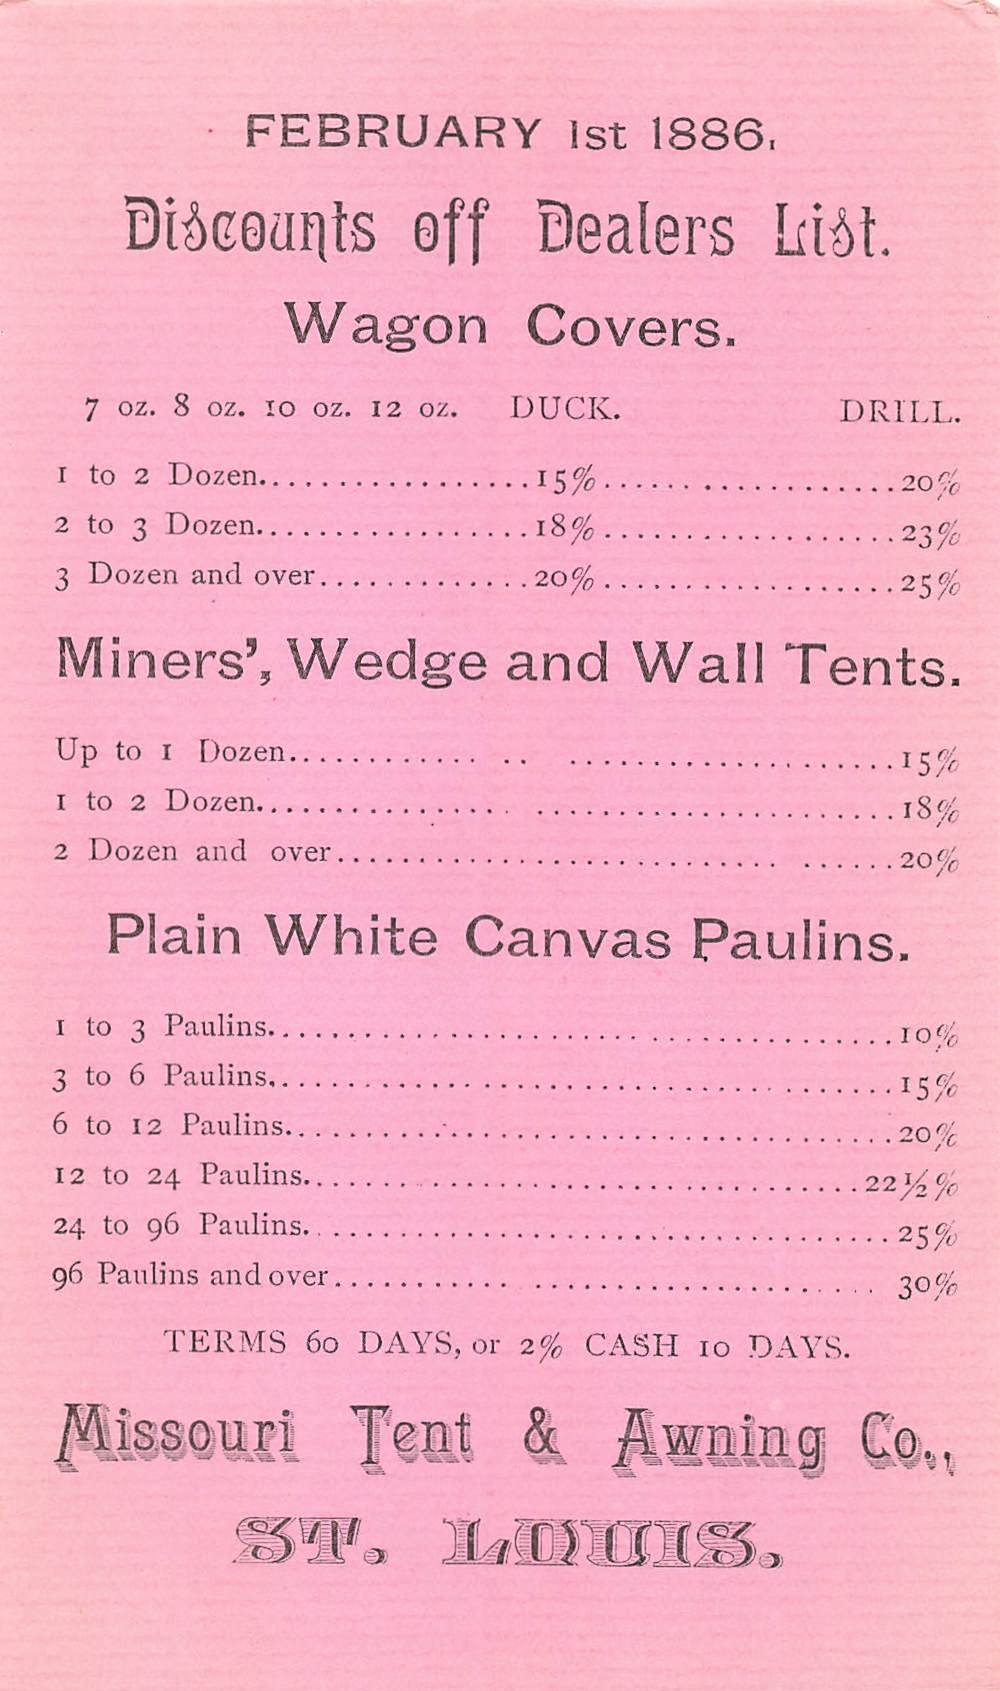 FEBRUARY 1st 1886.
Discounts off Dealers List.
Wagon Covers.
7 oz. 8 oz. 10 oz. 12 oz. DUCK. DRILL.
1 to 2 Dozen..................15%......................20%
2 to 3 Dozen..................18%......................23%
3 Dozen and over..............20%......................25%
Miners', Wedge and Wall Tents.
Up to 1 Dozen............ .. ....................15%
1 to 2 Dozen................ ......................18%
2 Dozen and over........................... ......20%
Plain White Canvas Paulins.
1 to 3 Paulins......................................10%
3 to 6 Paulins......................................15%
6 to 12 Paulins.....................................20%
12 to 24 Paulins..................................22½%
24 to 96 Paulins....................................25%
96 Paulins and over........... ..................... 30%
TERMS 60 DAYS, or 2% CASH 10 DAYS.
Missouri Tent & Awning Co.,
ST. LOUIS.